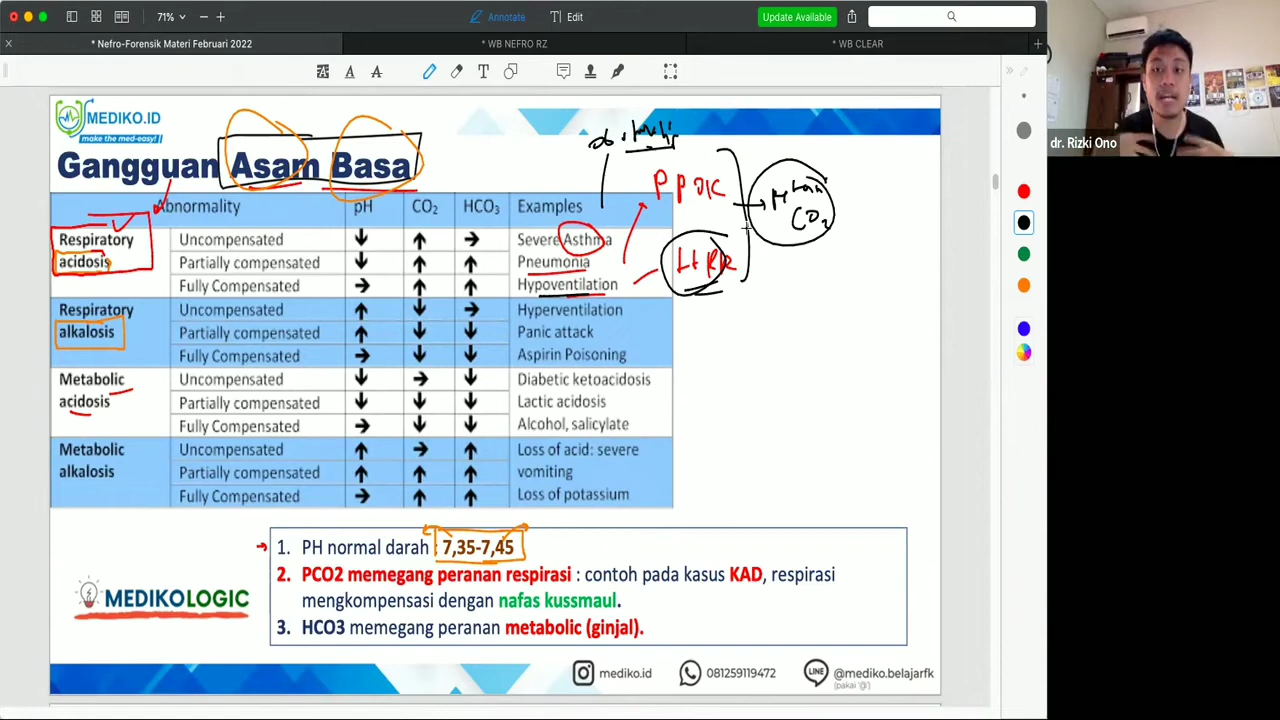 71%
Annotate
Edit
Update Available
* Nefro-Forensik Materi Februari 2022
* WB NEFRO RZ
* WB CLEAR
MEDIKO.ID
make the med-easy!
Gangguan Asam Basa
Abnormality pH CO₂ HCO₃ Examples
Respiratory acidosis
Uncompensated ↓ ↑ → Severe Asthma
Partially compensated ↓ ↑ ↑ Pneumonia
Fully Compensated → ↑ ↑ Hypoventilation
Respiratory alkalosis
Uncompensated ↑ ↓ → Hyperventilation
Partially compensated ↑ ↓ ↓ Panic attack
Fully Compensated → ↓ ↓ Aspirin Poisoning
Metabolic acidosis
Uncompensated ↓ → ↓ Diabetic ketoacidosis
Partially compensated ↓ ↓ ↓ Lactic acidosis
Fully Compensated → ↓ ↓ Alcohol, salicylate
Metabolic alkalosis
Uncompensated ↑ → ↑ Loss of acid: severe
Partially compensated ↑ ↑ ↑ vomiting
Fully Compensated → ↑ ↑ Loss of potassium
PPOK
CO₂
MEDIKOLOGIC
1. PH normal darah 7,35-7,45
2. PCO2 memegang peranan respirasi : contoh pada kasus KAD, respirasi
mengkompensasi dengan nafas kussmaul.
3. HCO3 memegang peranan metabolic (ginjal).
mediko.id
081259119472
@mediko.belajarfk
(pakai '@')
dr. Rizki Ono